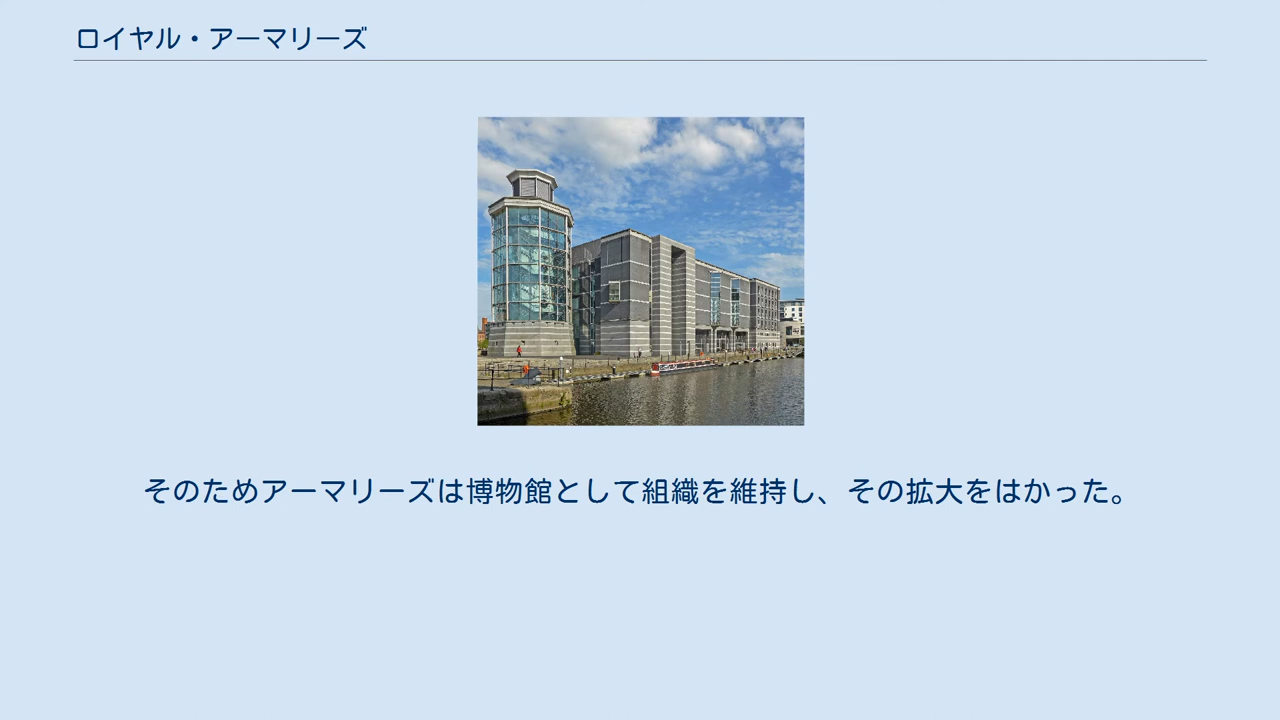 ロイヤル・アーマリーズ
そのためアーマリーズは博物館として組織を維持し、その拡大をはかった。